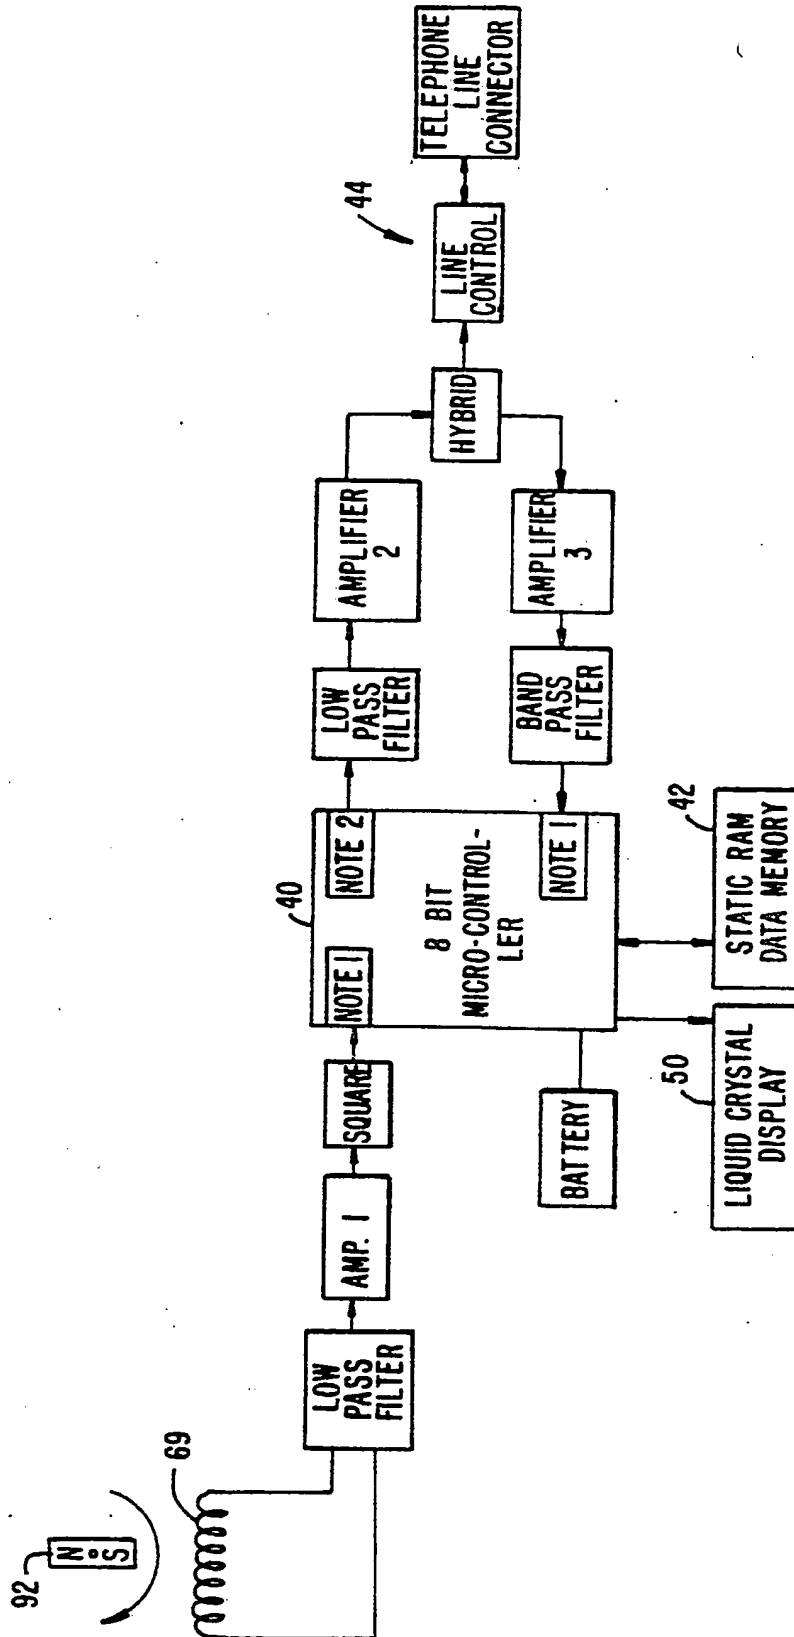 92
N
S
69
LOW
PASS
FILTER
AMP. 1
SQUARE
40
NOTE 1
NOTE 2
8 BIT
MICRO-CONTROL-
LER
NOTE 1
BATTERY
50
LIQUID CRYSTAL
DISPLAY
42
STATIC RAM
DATA MEMORY
LOW
PASS
FILTER
AMPLIFIER
2
HYBRID
AMPLIFIER
3
BAND
PASS
FILTER
44
LINE
CONTROL
TELEPHONE
LINE
CONNECTOR